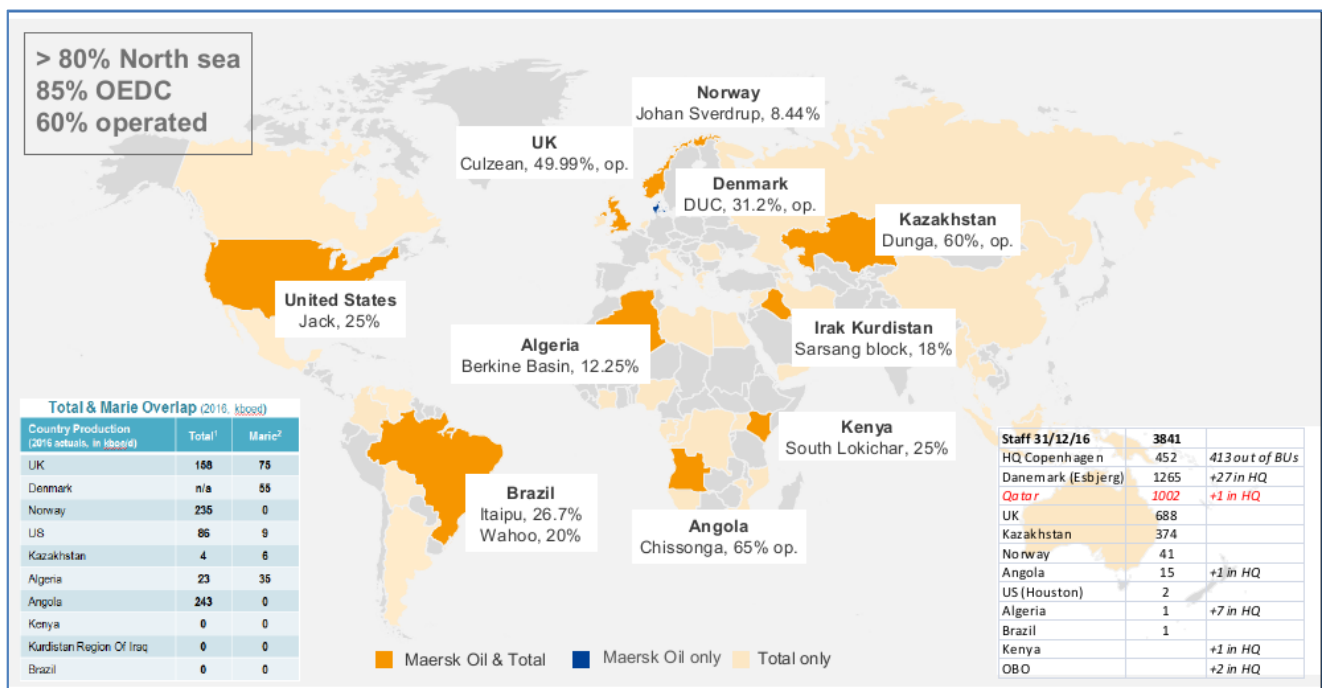 > 80% North sea
85% OEDC
60% operated
Norway
Johan Sverdrup, 8.44%
UK
Culzean, 49.99%, op.
Denmark
DUC, 31.2%, op.
Kazakhstan
Dunga, 60%, op.
United States
Jack, 25%
Algeria
Berkine Basin, 12.25%
Irak Kurdistan
Sarsang block, 18%
Kenya
South Lokichar, 25%
Brazil
Itaipu, 26.7%
Wahoo, 20%
Angola
Chissonga, 65% op.
Total & Marie Overlap (2016, kboed)
Country Production (2016 actuals, in kboe/d) Total1 Maric2
UK 158 75
Denmark n/a 55
Norway 235 0
US 86 9
Kazakhstan 4 6
Algeria 23 35
Angola 243 0
Kenya 0 0
Kurdistan Region Of Iraq 0 0
Brazil 0 0
Staff 31/12/16 3841
HQ Copenhagen 452 413 out of BUs
Danemark (Esbjerg) 1265 +27 in HQ
Qatar 1002 +1 in HQ
UK 688
Kazakhstan 374
Norway 41
Angola 15 +1 in HQ
US (Houston) 2
Algeria 1 +7 in HQ
Brazil 1
Kenya +1 in HQ
OBO +2 in HQ
Maersk Oil & Total Maersk Oil only Total only